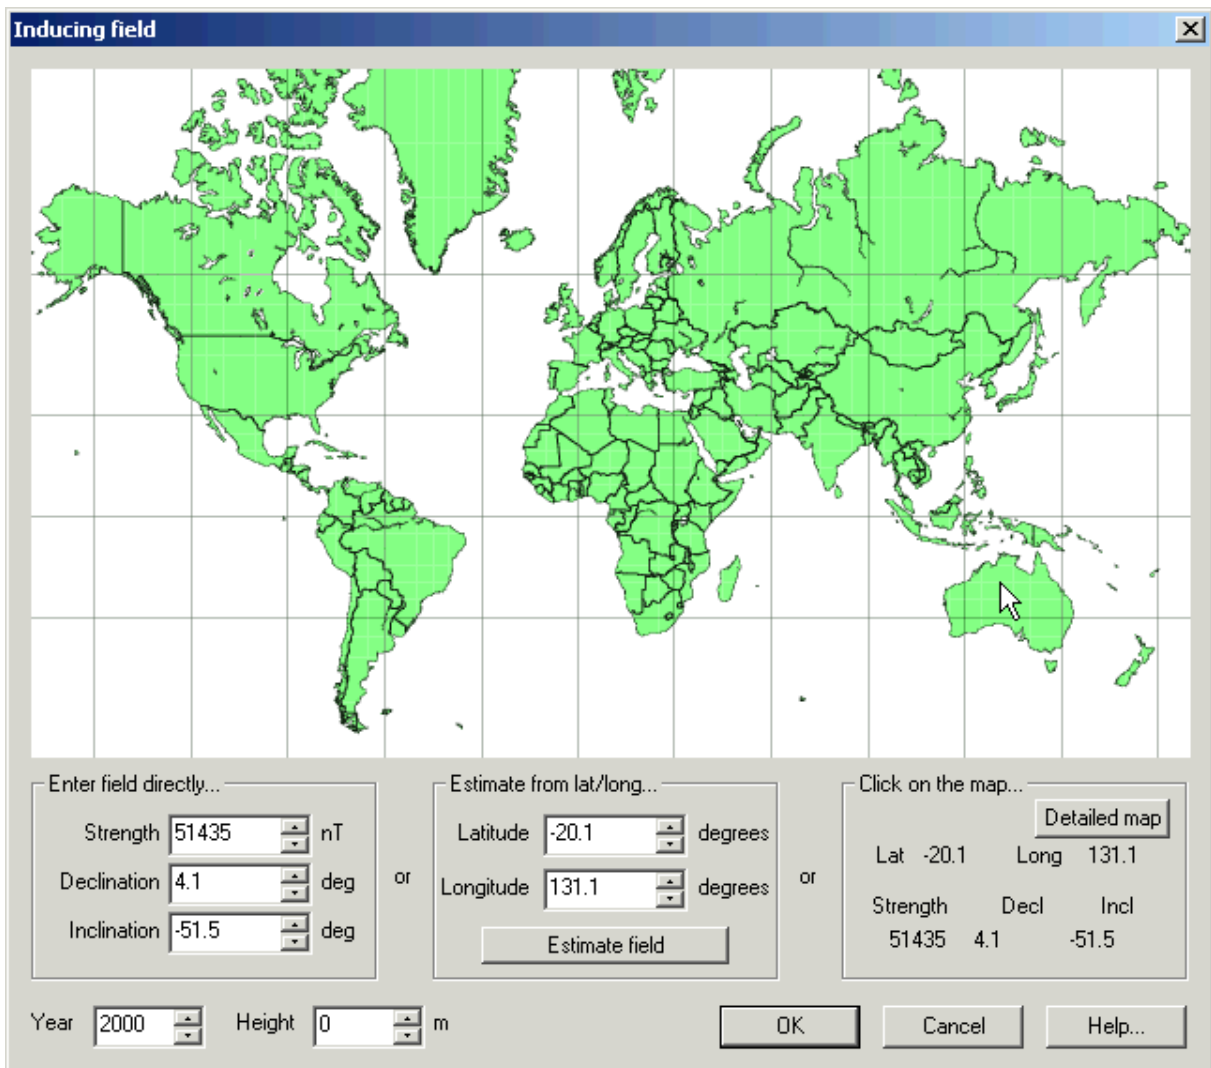 Inducing field
Enter field directly...
Strength 51435 nT
Declination 4.1 deg
Inclination -51.5 deg
or
Estimate from lat/long...
Latitude -20.1 degrees
Longitude 131.1 degrees
Estimate field
or
Click on the map...
Detailed map
Lat -20.1 Long 131.1
Strength Decl Incl
51435 4.1 -51.5
Year 2000 Height 0 m
OK Cancel Help...